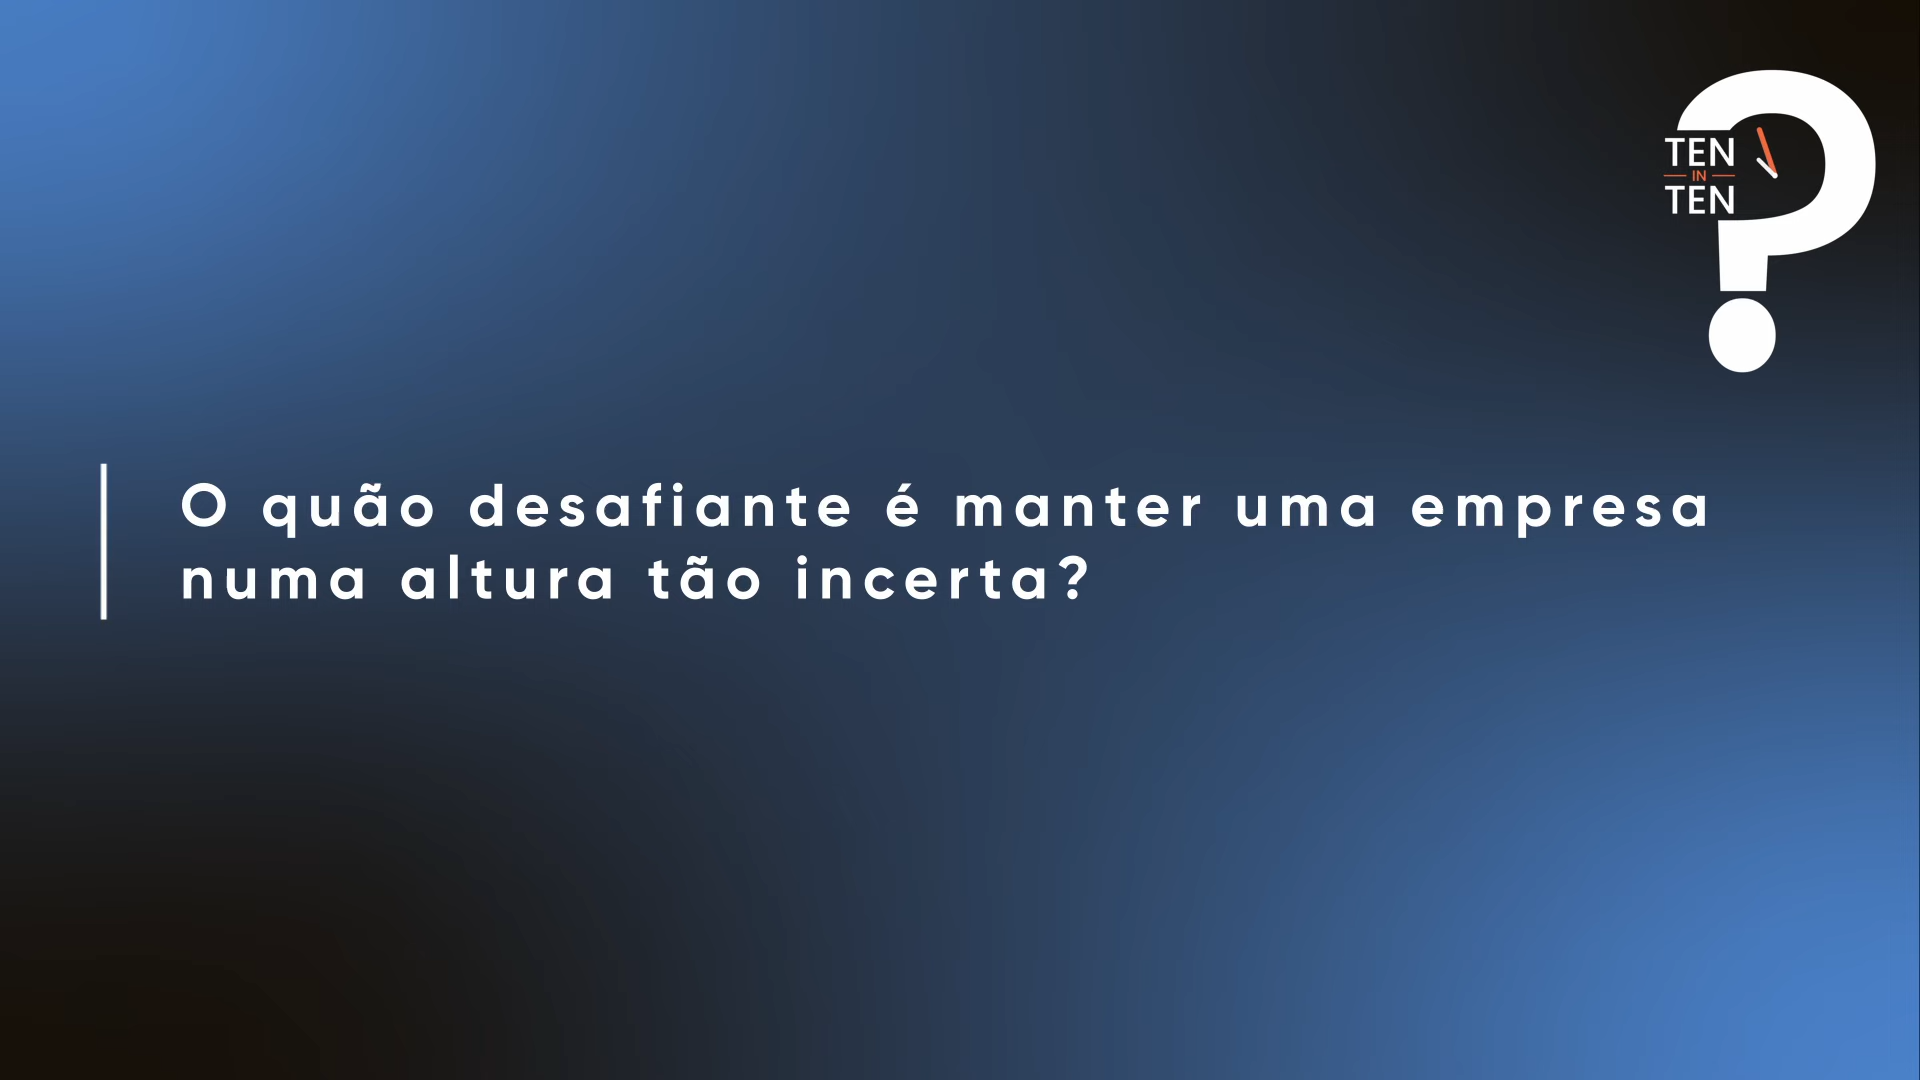 TEN
IN
TEN
O quão desafiante é manter uma empresa
numa altura tão incerta?